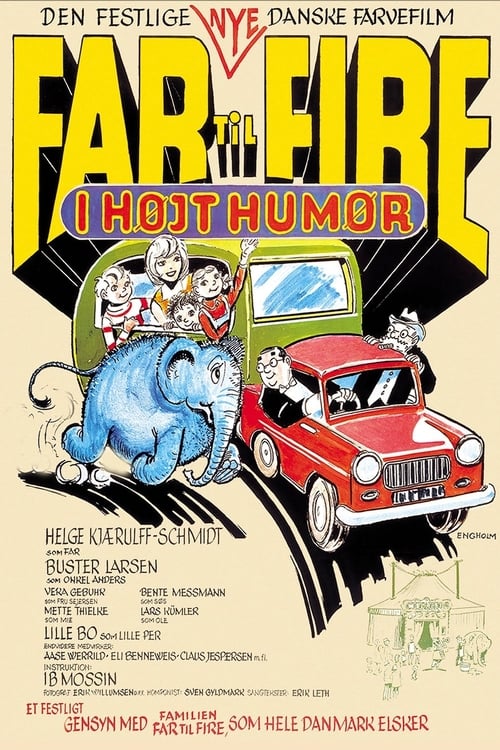 DEN FESTLIGE NYE DANSKE FARVEFILM
FAR TiL FIRE
I HØJT HUMØR
ENGHOLM
HELGE KJÆRULFF-SCHMIDT
SOM FAR
BUSTER LARSEN
SOM ONKEL ANDERS
VERA GEBUHR
SOM FRU SEJERSEN
BENTE MESSMANN
SOM SØS
METTE THIELKE
SOM MIE
LARS KÜMLER
SOM OLE
LILLE BO SOM LILLE PER
ENDVIDERE MEDVIRKER:
AASE WERRILD · ELI BENNEWEIS · CLAUS JESPERSEN m.fl.
INSTRUKTION:
IB MOSSIN
FOTOGRAF: ERIK WILLUMSEN D.F.F. KOMPONIST: SVEN GYLDMARK SANGTEKSTER: ERIK LETH
CIRKUS
ET FESTLIGT
GENSYN MED FAMILIEN FAR TIL FIRE, SOM HELE DANMARK ELSKER